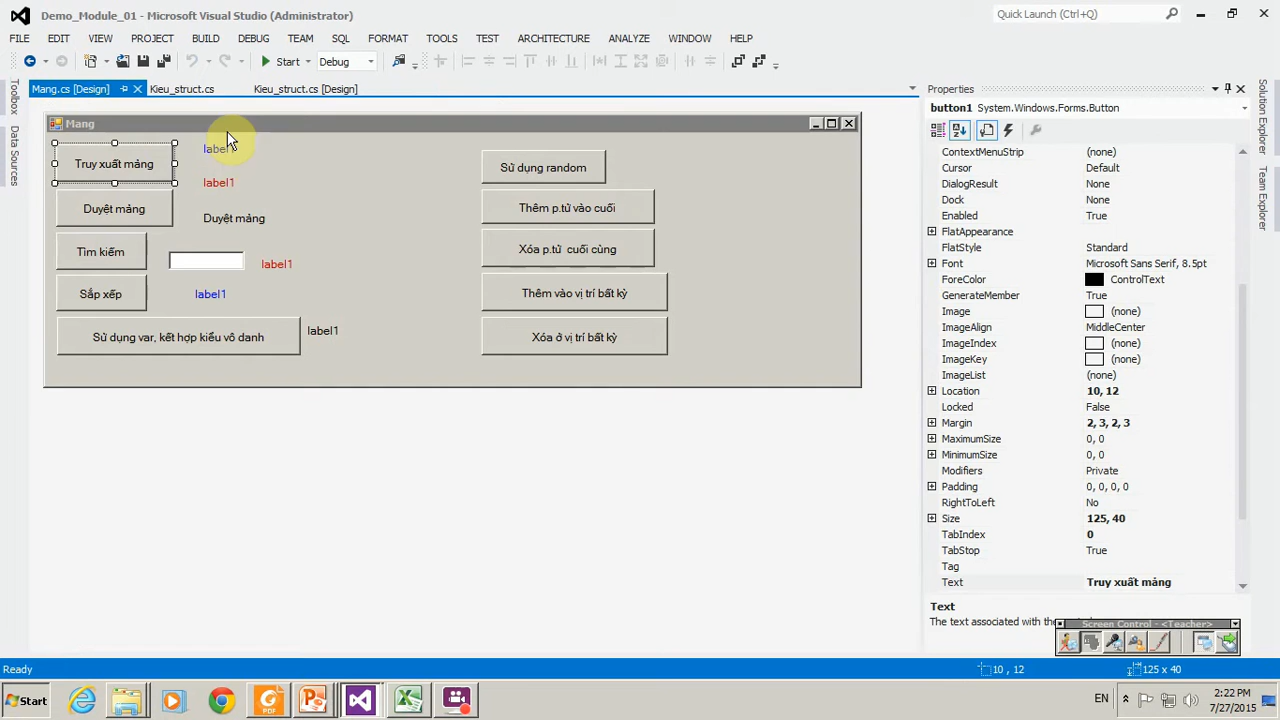 Demo_Module_01 - Microsoft Visual Studio (Administrator)
Quick Launch (Ctrl+Q)
FILE EDIT VIEW PROJECT BUILD DEBUG TEAM SQL FORMAT TOOLS TEST ARCHITECTURE ANALYZE WINDOW HELP
Start Debug
Mang.cs [Design] Kieu_struct.cs Kieu_struct.cs [Design]
Toolbox
Data Sources
Mang
Truy xuất mảng
label1
Duyệt mảng
Duyệt mảng
Tìm kiếm
label1
Sắp xếp
label1
Sử dụng var, kết hợp kiểu vô danh
label1
Sử dụng random
Thêm p.tử vào cuối
Xóa p.tử cuối cùng
Thêm vào vị trí bất kỳ
Xóa ở vị trí bất kỳ
Properties
button1 System.Windows.Forms.Button
ContextMenuStrip (none)
Cursor Default
DialogResult None
Dock None
Enabled True
FlatAppearance
FlatStyle Standard
Font Microsoft Sans Serif, 8.5pt
ForeColor ControlText
GenerateMember True
Image (none)
ImageAlign MiddleCenter
ImageIndex (none)
ImageKey (none)
ImageList (none)
Location 10, 12
Locked False
Margin 2, 3, 2, 3
MaximumSize 0, 0
MinimumSize 0, 0
Modifiers Private
Padding 0, 0, 0, 0
RightToLeft No
Size 125, 40
TabIndex 0
TabStop True
Tag
Text Truy xuất mảng
Text
The text associated with the
Screen Control - <Teacher>
Solution Explorer
Team Explorer
Ready
10 , 12
125 x 40
Start
EN
2:22 PM
7/27/2015